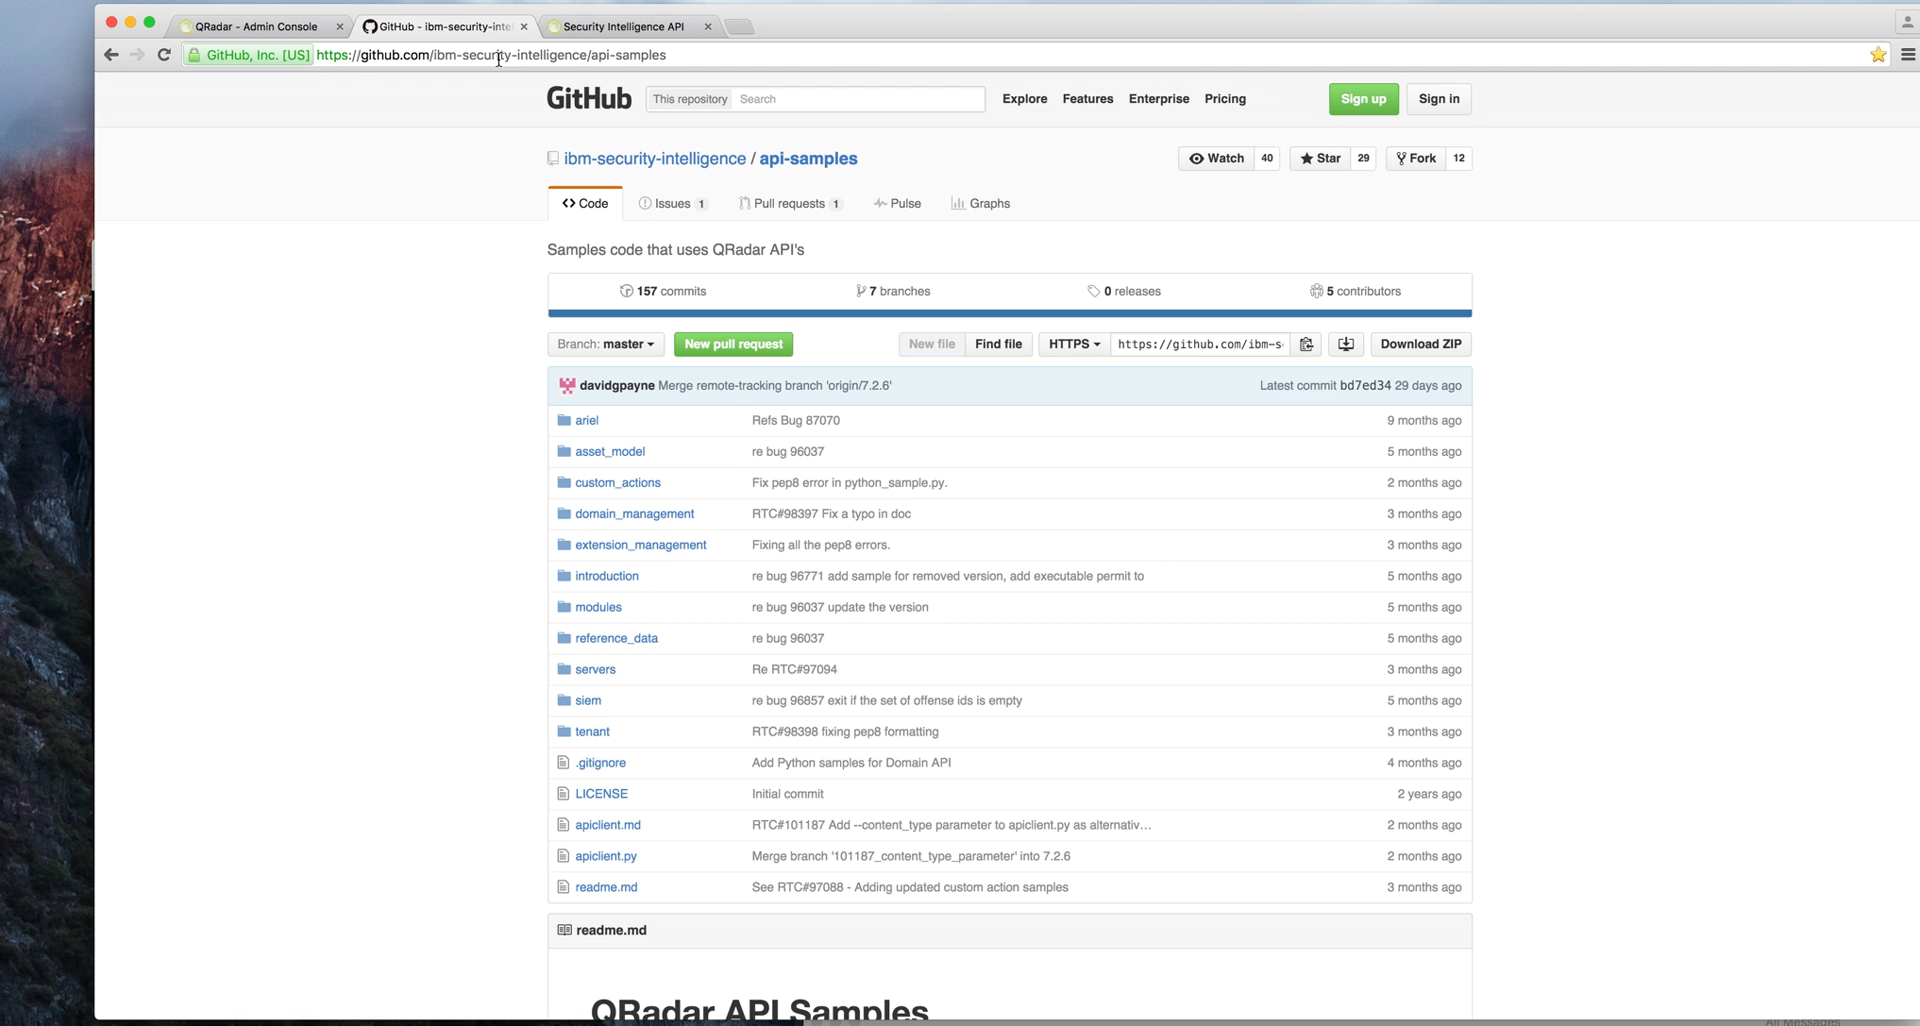 QRadar - Admin Console
GitHub - ibm-security-inte
Security Intelligence API
GitHub, Inc. [US] https://github.com/ibm-security-intelligence/api-samples
GitHub This repository Search Explore Features Enterprise Pricing Sign up Sign in
ibm-security-intelligence / api-samples Watch 40 Star 29 Fork 12
Code Issues 1 Pull requests 1 Pulse Graphs
Samples code that uses QRadar API's
157 commits 7 branches 0 releases 5 contributors
Branch: master New pull request New file Find file HTTPS https://github.com/ibm-s Download ZIP
davidgpayne Merge remote-tracking branch 'origin/7.2.6' Latest commit bd7ed34 29 days ago
ariel Refs Bug 87070 9 months ago
asset_model re bug 96037 5 months ago
custom_actions Fix pep8 error in python_sample.py. 2 months ago
domain_management RTC#98397 Fix a typo in doc 3 months ago
extension_management Fixing all the pep8 errors. 3 months ago
introduction re bug 96771 add sample for removed version, add executable permit to 5 months ago
modules re bug 96037 update the version 5 months ago
reference_data re bug 96037 5 months ago
servers Re RTC#97094 3 months ago
siem re bug 96857 exit if the set of offense ids is empty 5 months ago
tenant RTC#98398 fixing pep8 formatting 3 months ago
.gitignore Add Python samples for Domain API 4 months ago
LICENSE Initial commit 2 years ago
apiclient.md RTC#101187 Add --content_type parameter to apiclient.py as alternativ… 2 months ago
apiclient.py Merge branch '101187_content_type_parameter' into 7.2.6 2 months ago
readme.md See RTC#97088 - Adding updated custom action samples 3 months ago
readme.md
QRadar API Samples
All Messages